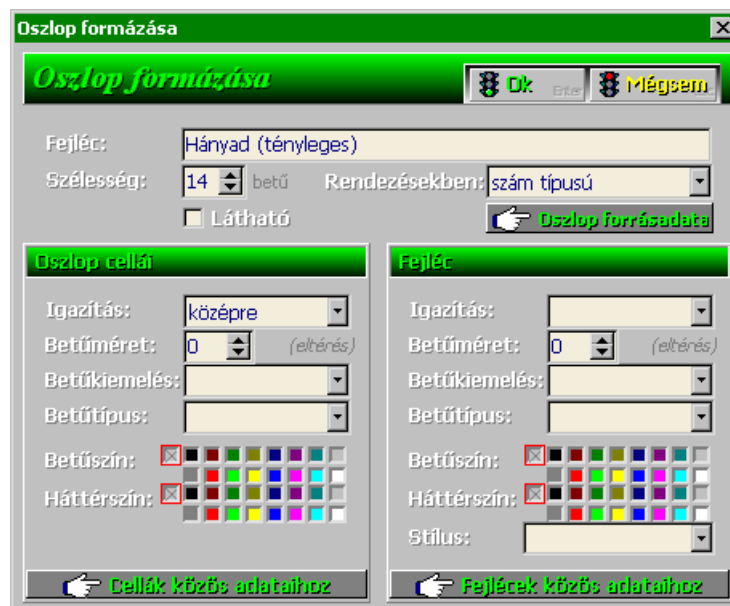 Oszlop formázása
Oszlop formázása
Ok Enter Mégsem
Fejléc: Hányad (tényleges)
Szélesség: 14 betű Rendezésekben: szám típusú
Látható Oszlop forrásadata
Oszlop cellái
Igazítás: középre
Betűméret: 0 (eltérés)
Betűkiemelés:
Betűtípus:
Betűszín:
Háttérszín:
Cellák közös adataihoz
Fejléc
Igazítás:
Betűméret: 0 (eltérés)
Betűkiemelés:
Betűtípus:
Betűszín:
Háttérszín:
Stílus:
Fejlécek közös adataihoz